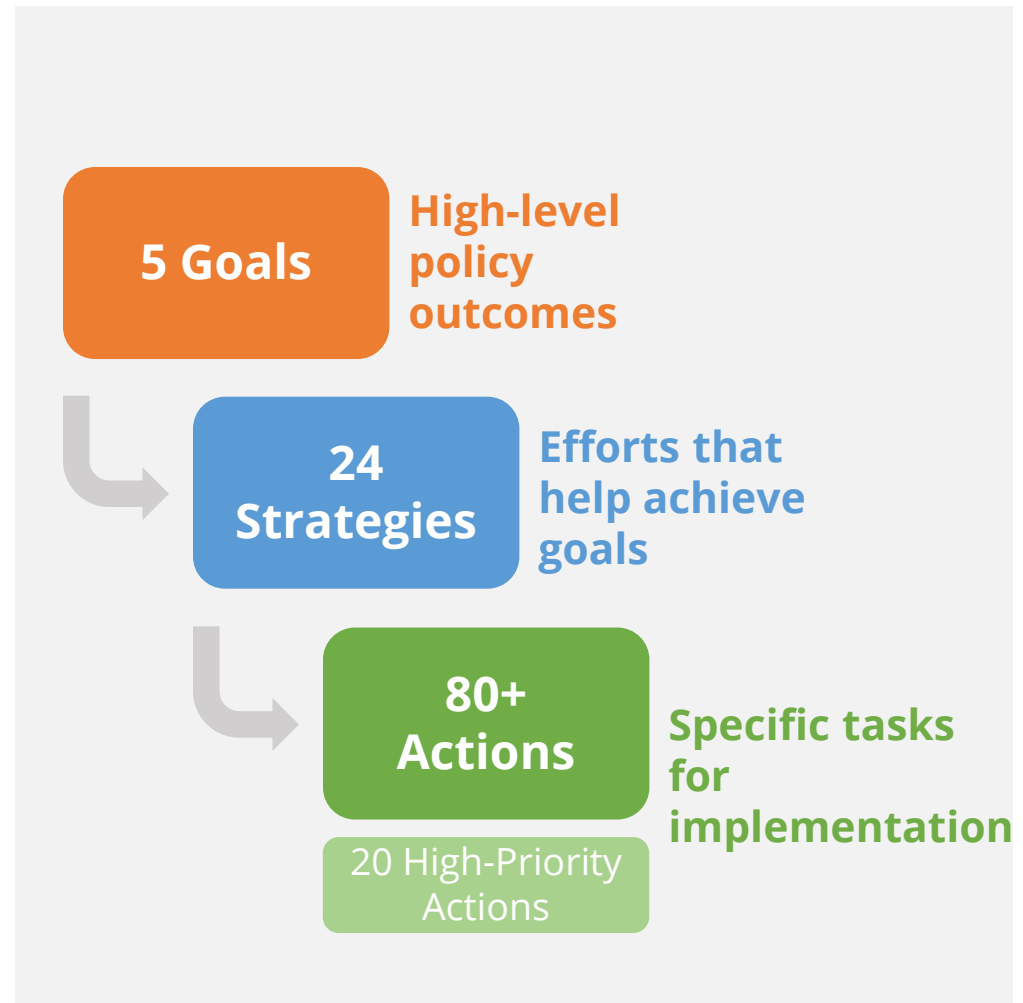 5 Goals
High-level
policy
outcomes
24
Strategies
Efforts that
help achieve
goals
80+
Actions
Specific tasks
for
implementation
20 High-Priority
Actions